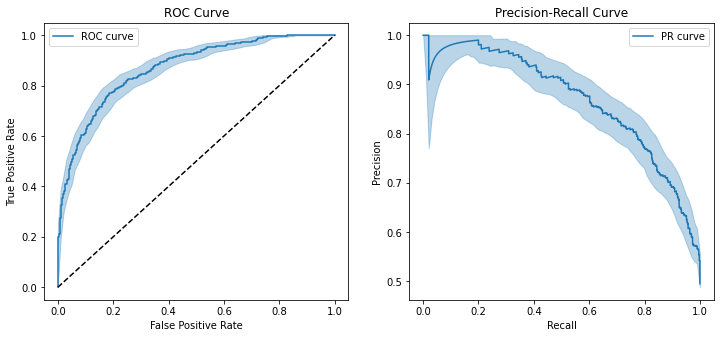 ROC Curve
ROC curve
True Positive Rate
1.0
0.8
0.6
0.4
0.2
0.0
0.0 0.2 0.4 0.6 0.8 1.0
False Positive Rate
Precision-Recall Curve
PR curve
Precision
1.0
0.9
0.8
0.7
0.6
0.5
0.0 0.2 0.4 0.6 0.8 1.0
Recall